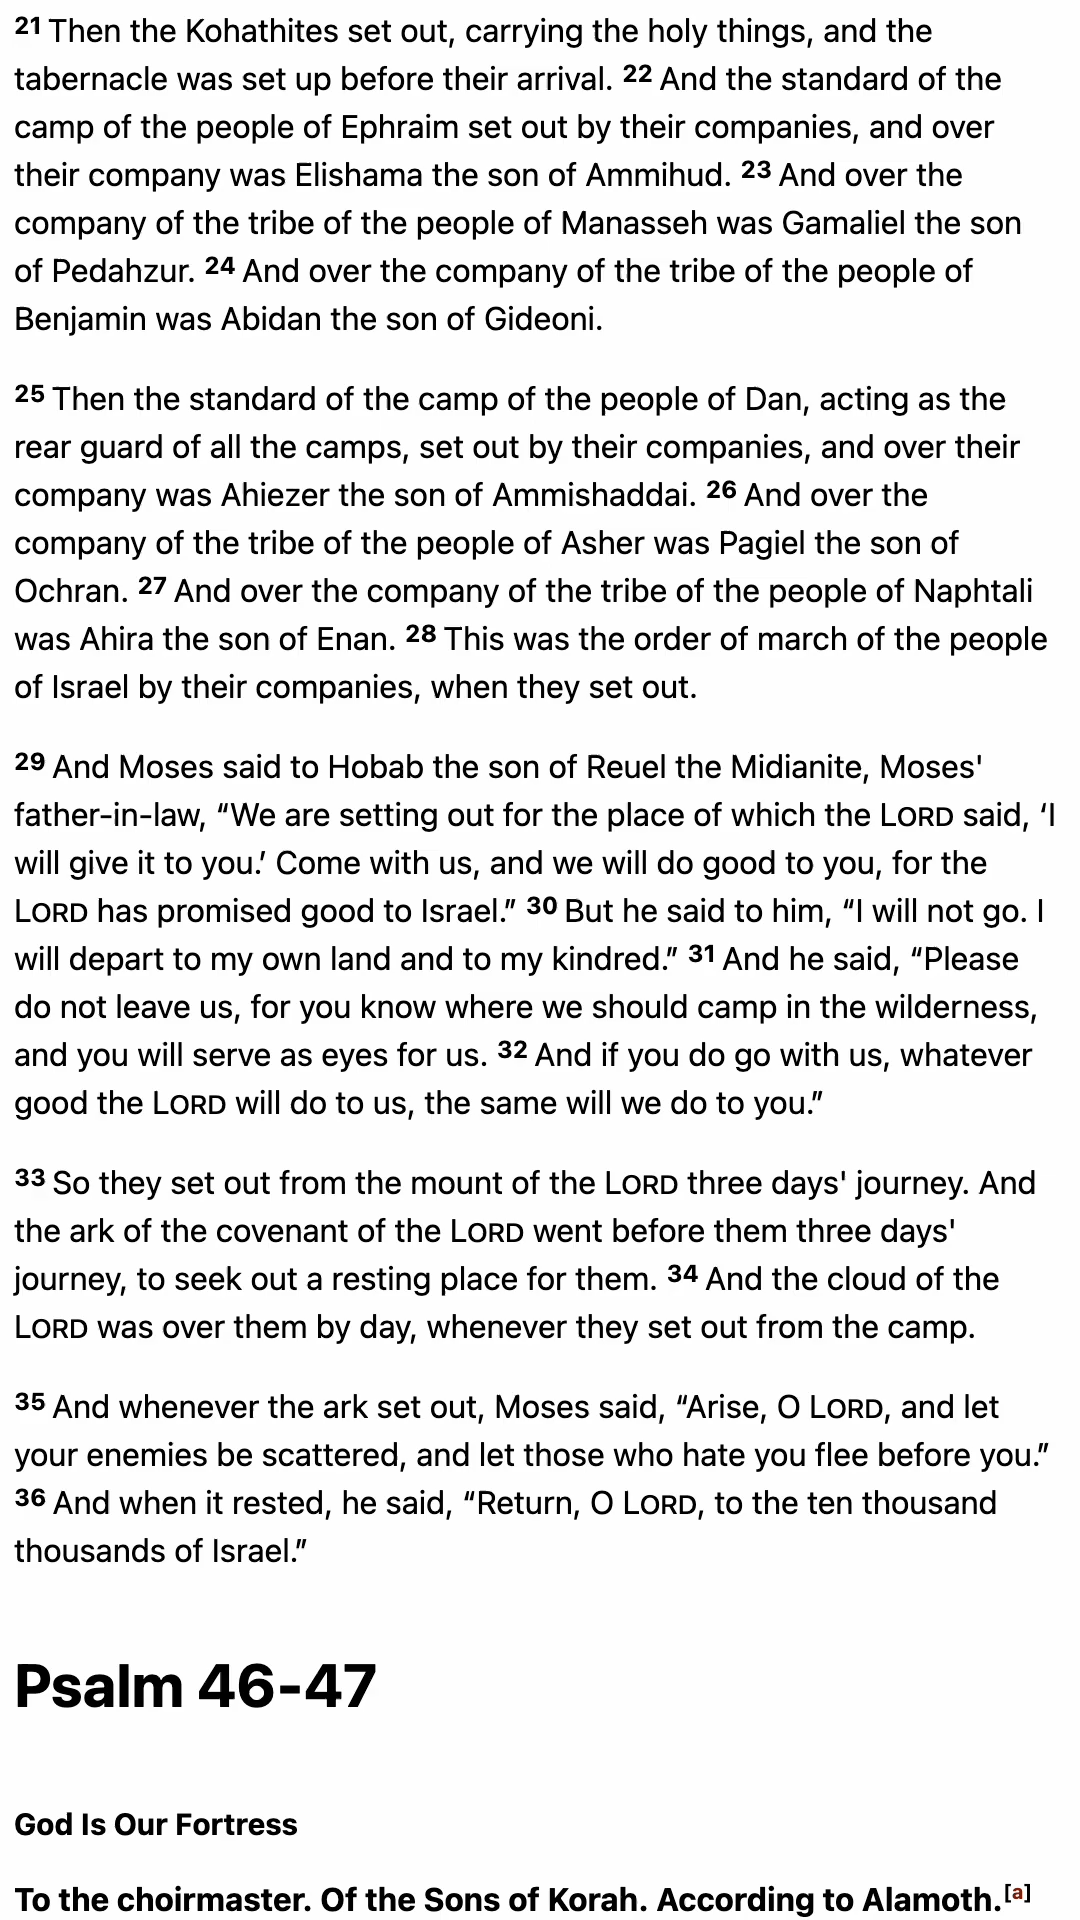 21 Then the Kohathites set out, carrying the holy things, and the
tabernacle was set up before their arrival. 22 And the standard of the
camp of the people of Ephraim set out by their companies, and over
their company was Elishama the son of Ammihud. 23 And over the
company of the tribe of the people of Manasseh was Gamaliel the son
of Pedahzur. 24 And over the company of the tribe of the people of
Benjamin was Abidan the son of Gideoni.
25 Then the standard of the camp of the people of Dan, acting as the
rear guard of all the camps, set out by their companies, and over their
company was Ahiezer the son of Ammishaddai. 26 And over the
company of the tribe of the people of Asher was Pagiel the son of
Ochran. 27 And over the company of the tribe of the people of Naphtali
was Ahira the son of Enan. 28 This was the order of march of the people
of Israel by their companies, when they set out.
29 And Moses said to Hobab the son of Reuel the Midianite, Moses'
father-in-law, “We are setting out for the place of which the LORD said, ‘I
will give it to you.’ Come with us, and we will do good to you, for the
LORD has promised good to Israel.” 30 But he said to him, “I will not go. I
will depart to my own land and to my kindred.” 31 And he said, “Please
do not leave us, for you know where we should camp in the wilderness,
and you will serve as eyes for us. 32 And if you do go with us, whatever
good the LORD will do to us, the same will we do to you.”
33 So they set out from the mount of the LORD three days' journey. And
the ark of the covenant of the LORD went before them three days'
journey, to seek out a resting place for them. 34 And the cloud of the
LORD was over them by day, whenever they set out from the camp.
35 And whenever the ark set out, Moses said, “Arise, O LORD, and let
your enemies be scattered, and let those who hate you flee before you.”
36 And when it rested, he said, “Return, O LORD, to the ten thousand
thousands of Israel.”
Psalm 46-47
God Is Our Fortress
To the choirmaster. Of the Sons of Korah. According to Alamoth.[a]